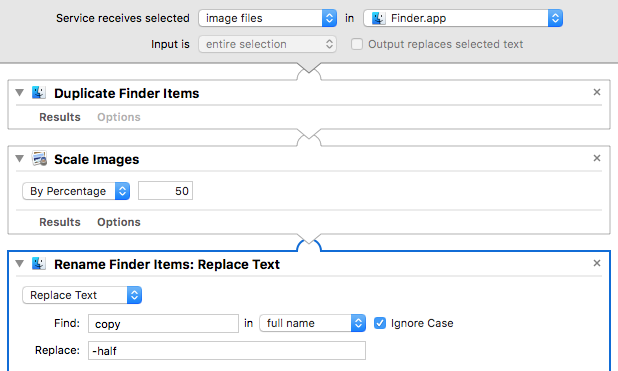 Service receives selected image files in Finder.app
Input is entire selection Output replaces selected text
Duplicate Finder Items
Results Options
Scale Images
By Percentage 50
Results Options
Rename Finder Items: Replace Text
Replace Text
Find: copy in full name Ignore Case
Replace: -half